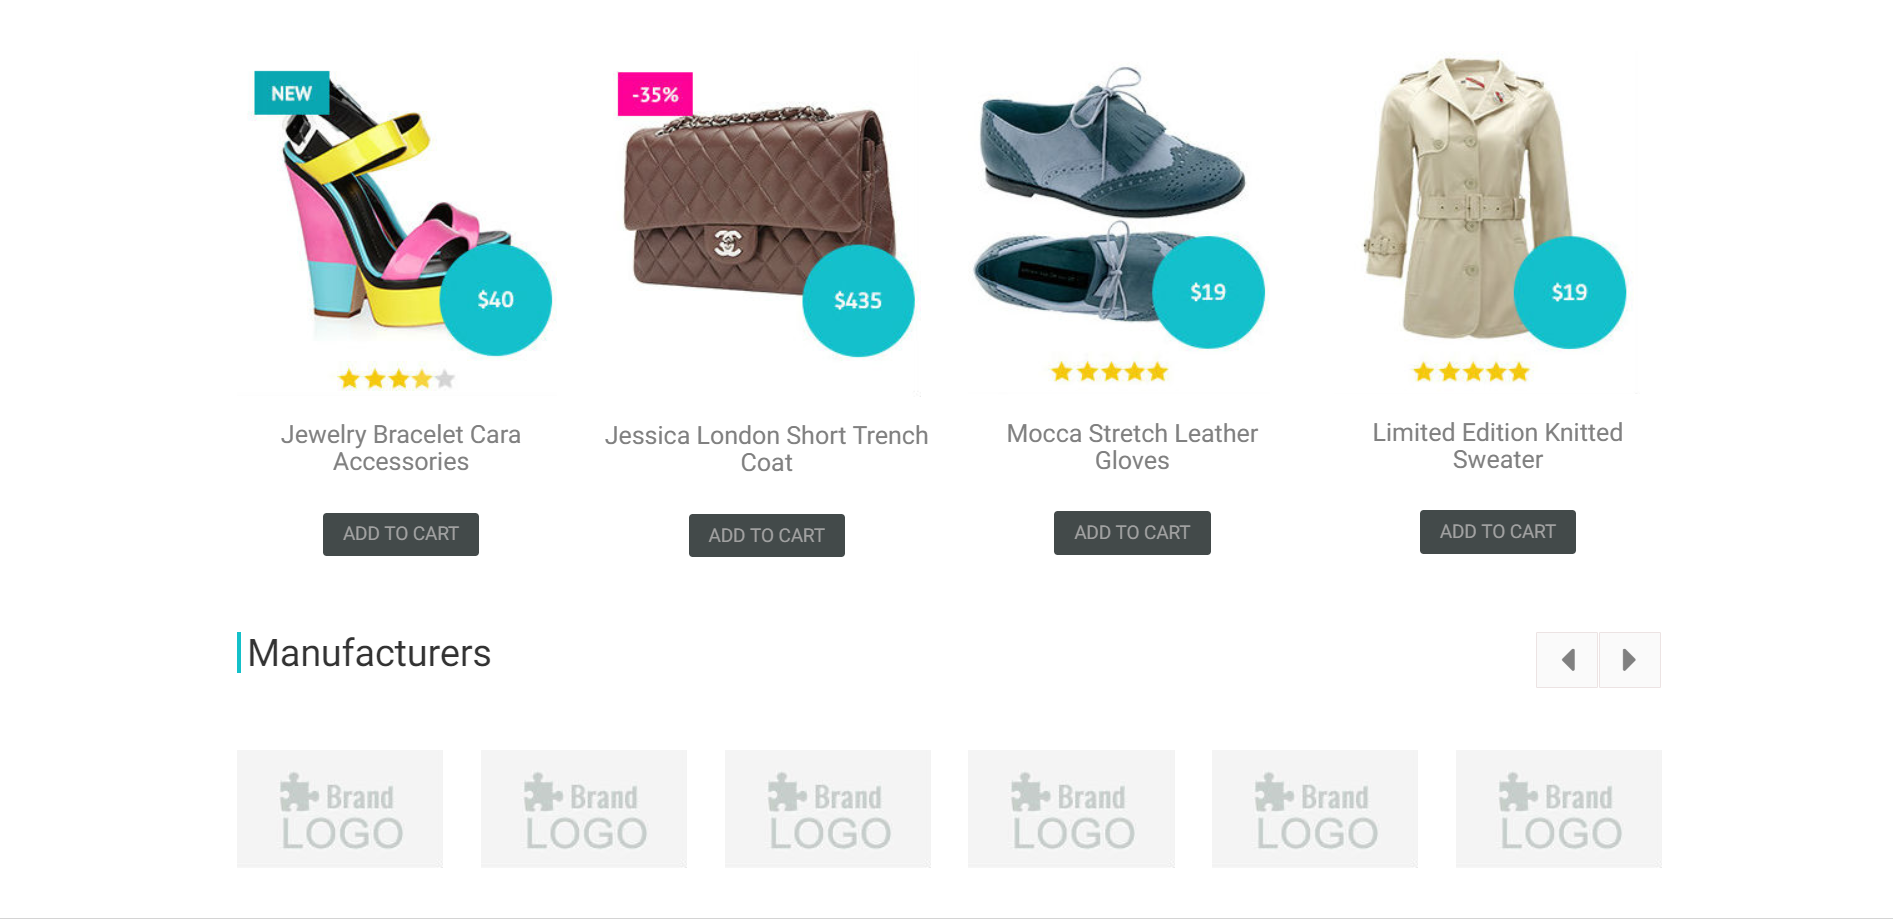 NEW
-35%
$40
$435
$19
$19
Jewelry Bracelet Cara
Accessories
Jessica London Short Trench
Coat
Mocca Stretch Leather
Gloves
Limited Edition Knitted
Sweater
ADD TO CART
ADD TO CART
ADD TO CART
ADD TO CART
Manufacturers
Brand
LOGO
Brand
LOGO
Brand
LOGO
Brand
LOGO
Brand
LOGO
Brand
LOGO